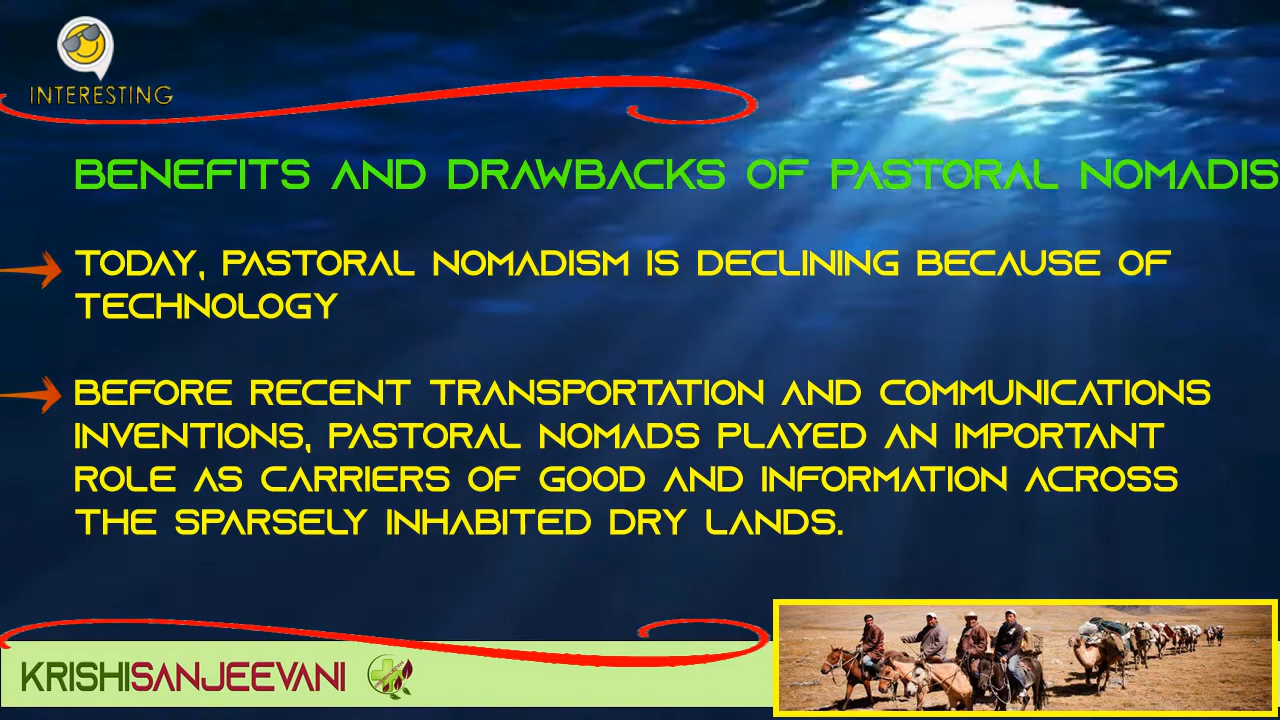 INTERESTING
BENEFITS AND DRAWBACKS OF PASTORAL NOMADIS
TODAY, PASTORAL NOMADISM IS DECLINING BECAUSE OF
TECHNOLOGY
BEFORE RECENT TRANSPORTATION AND COMMUNICATIONS
INVENTIONS, PASTORAL NOMADS PLAYED AN IMPORTANT
ROLE AS CARRIERS OF GOOD AND INFORMATION ACROSS
THE SPARSELY INHABITED DRY LANDS.
KRISHISANJEEVANI